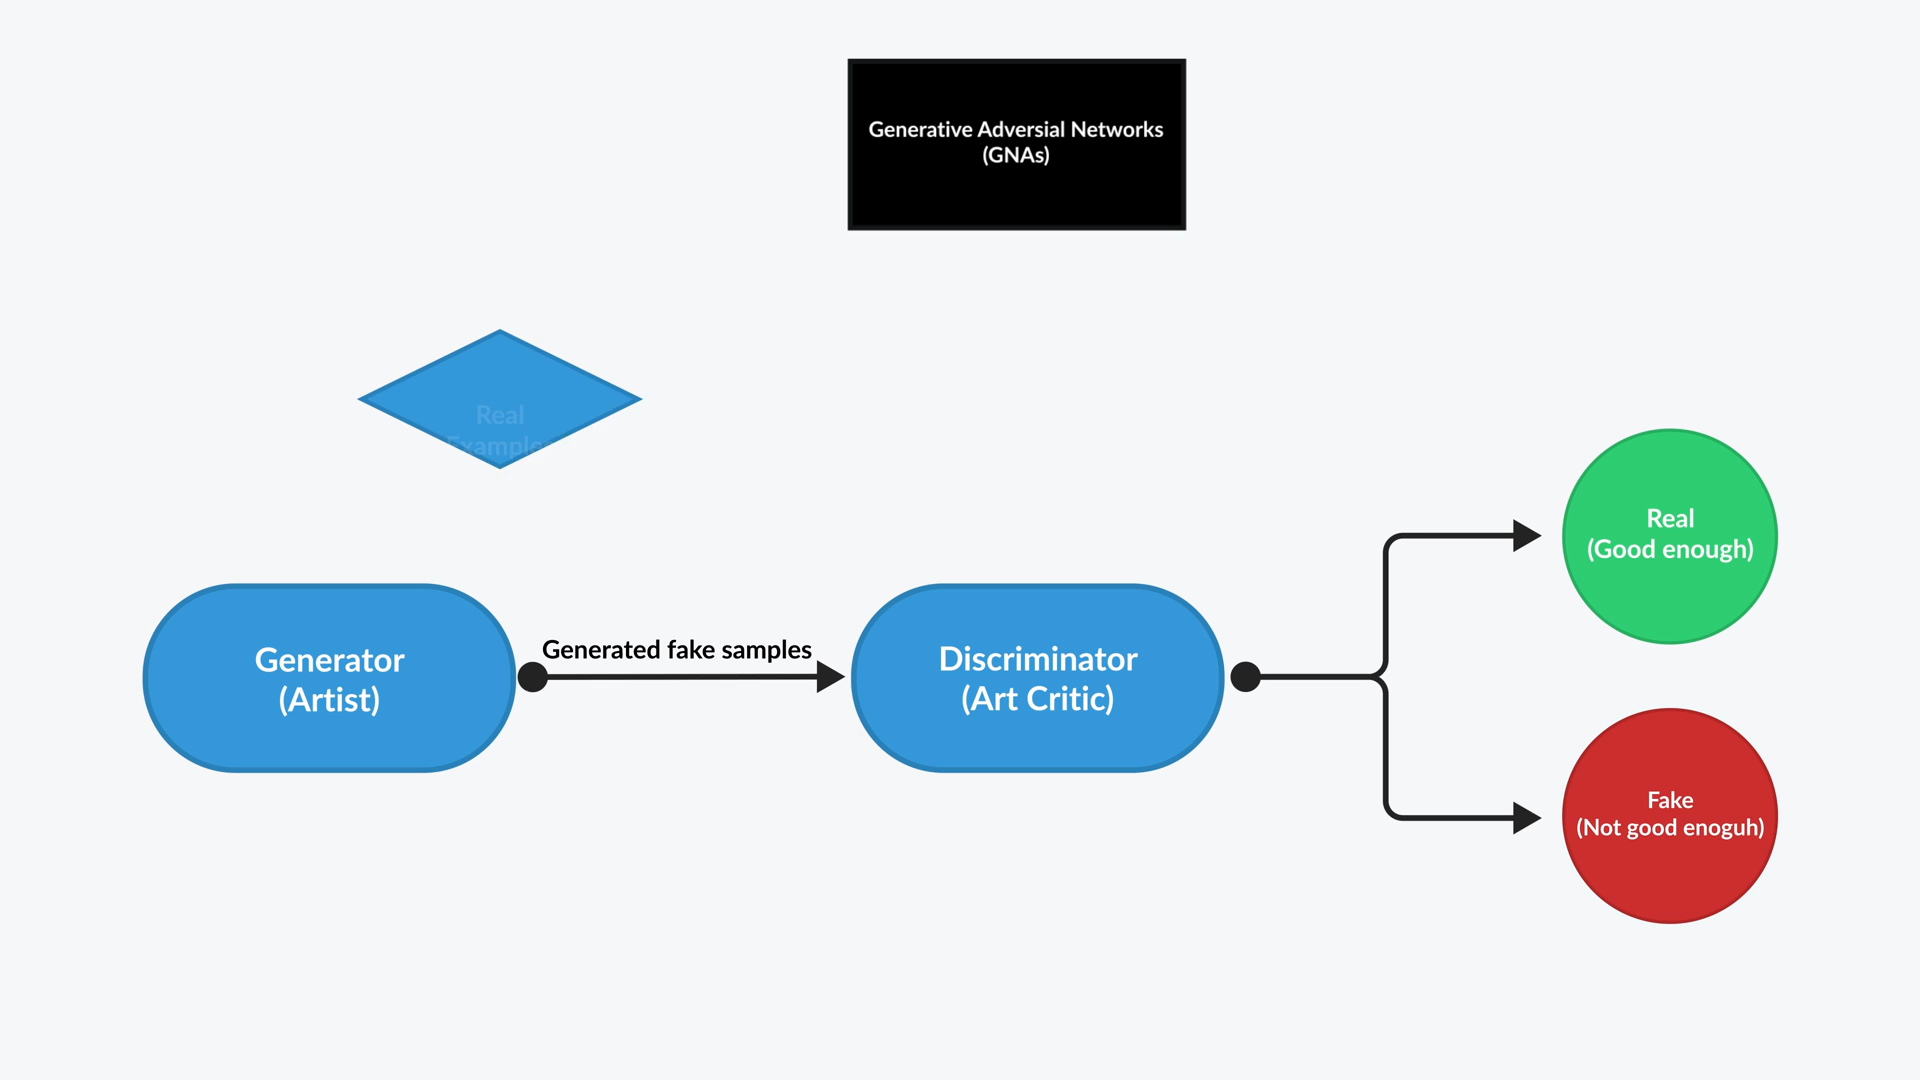 Generative Adversial Networks
(GNAs)
Real
Example
Generated fake samples
Generator
(Artist)
Discriminator
(Art Critic)
Real
(Good enough)
Fake
(Not good enoguh)